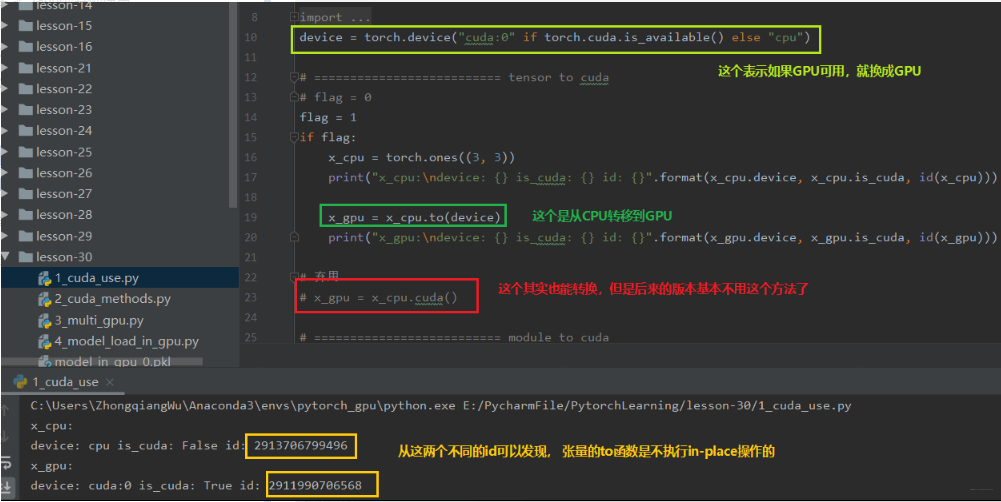 lesson-14
lesson-15
lesson-16
lesson-21
lesson-22
lesson-23
lesson-24
lesson-25
lesson-26
lesson-27
lesson-28
lesson-29
lesson-30
1_cuda_use.py
2_cuda_methods.py
3_multi_gpu.py
4_model_load_in_gpu.py
model_in_gpu_0.pkl
8 import ...
10 device = torch.device("cuda:0" if torch.cuda.is_available() else "cpu")
11
这个表示如果GPU可用，就换成GPU
12 # ========================== tensor to cuda
13 # flag = 0
14 flag = 1
15 if flag:
16 x_cpu = torch.ones((3, 3))
17 print("x_cpu:\ndevice: {} is_cuda: {} id: {}".format(x_cpu.device, x_cpu.is_cuda, id(x_cpu)))
18
19 x_gpu = x_cpu.to(device) 这个是从CPU转移到GPU
20 print("x_gpu:\ndevice: {} is_cuda: {} id: {}".format(x_gpu.device, x_gpu.is_cuda, id(x_gpu)))
21
22 # 弃用
23 # x_gpu = x_cpu.cuda() 这个其实也能转换，但是后来的版本基本不用这个方法了
24
25 # ========================== module to cuda
1_cuda_use ×
C:\Users\ZhongqiangWu\Anaconda3\envs\pytorch_gpu\python.exe E:/PycharmFile/PytorchLearning/lesson-30/1_cuda_use.py
x_cpu:
device: cpu is_cuda: False id: 2913706799496
从这两个不同的id可以发现， 张量的to函数是不执行in-place操作的
x_gpu:
device: cuda:0 is_cuda: True id: 2911990706568